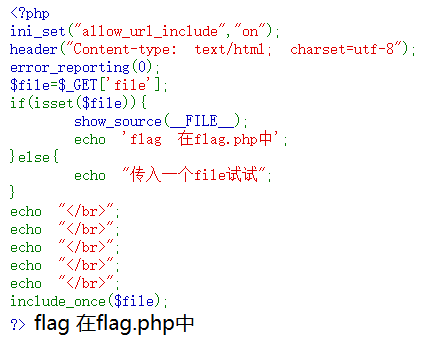 <?php
ini_set("allow_url_include","on");
header("Content-type: text/html; charset=utf-8");
error_reporting(0);
$file=$_GET['file'];
if(isset($file)){
        show_source(__FILE__);
        echo 'flag 在flag.php中';
}else{
        echo "传入一个file试试";
}
echo "</br>";
echo "</br>";
echo "</br>";
echo "</br>";
echo "</br>";
include_once($file);
?> flag 在flag.php中